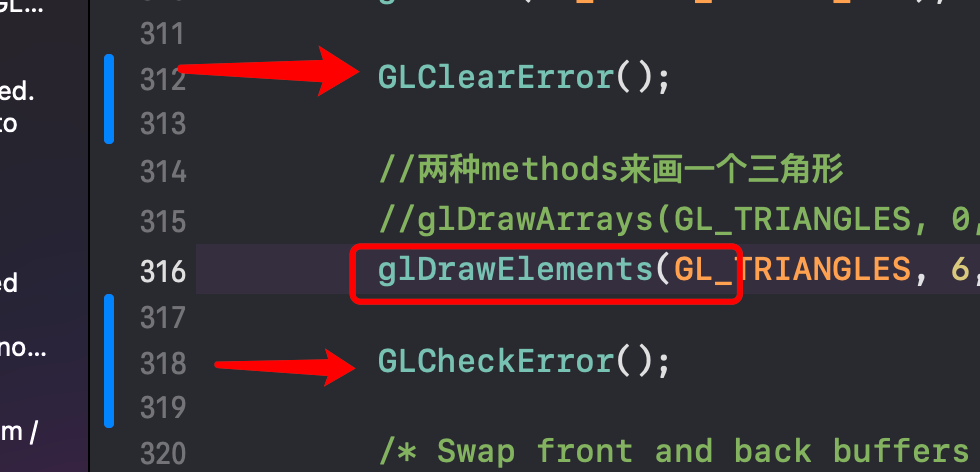 GL...
311
ed.
312 GLClearError();
to
313
314 //两种methods来画一个三角形
315 //glDrawArrays(GL_TRIANGLES, 0,
316 glDrawElements(GL_TRIANGLES, 6,
ed
317
no...
318 GLCheckError();
319
m /
320 /* Swap front and back buffers